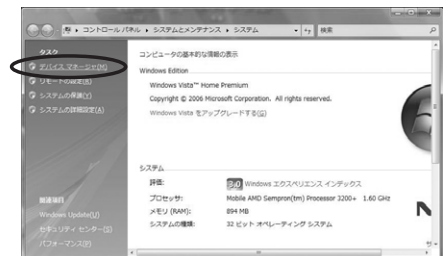 コントロール パネル ▸ システムとメンテナンス ▸ システム
検索
タスク
デバイス マネージャ(M)
リモートの設定(R)
システムの保護(Y)
システムの詳細設定(A)
関連項目
Windows Update(U)
セキュリティ センター(S)
パフォーマンス(P)
コンピュータの基本的な情報の表示
Windows Edition
Windows Vista™ Home Premium
Copyright © 2006 Microsoft Corporation. All rights reserved.
Windows Vista をアップグレードする(G)
システム
評価: 3.0 Windows エクスペリエンス インデックス
プロセッサ: Mobile AMD Sempron(tm) Processor 3200+ 1.60 GHz
メモリ (RAM): 894 MB
システムの種類: 32 ビット オペレーティング システム
N